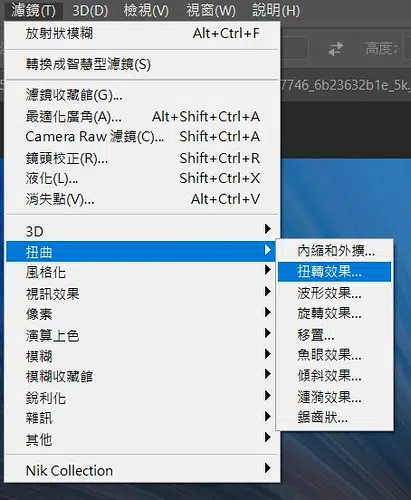 濾鏡(T) 3D(D) 檢視(V) 視窗(W) 說明(H)
放射狀模糊 Alt+Ctrl+F
高度:
轉換成智慧型濾鏡(S)
7746_6b23632b1e_5k.
濾鏡收藏館(G)...
最適化廣角(A)... Alt+Shift+Ctrl+A
Camera Raw 濾鏡(C)... Shift+Ctrl+A
鏡頭校正(R)... Shift+Ctrl+R
液化(L)... Shift+Ctrl+X
消失點(V)... Alt+Ctrl+V
3D
扭曲
內縮和外擴...
風格化
扭轉效果...
視訊效果
波形效果...
像素
旋轉效果...
演算上色
移置...
模糊
魚眼效果...
模糊收藏館
傾斜效果...
銳利化
漣漪效果...
雜訊
鋸齒狀...
其他
Nik Collection